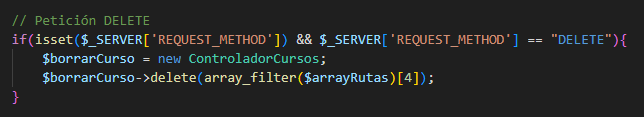 // Petición DELETE
if(isset($_SERVER['REQUEST_METHOD']) && $_SERVER['REQUEST_METHOD'] == "DELETE"){
    $borrarCurso = new ControladorCursos;
    $borrarCurso->delete(array_filter($arrayRutas)[4]);
}